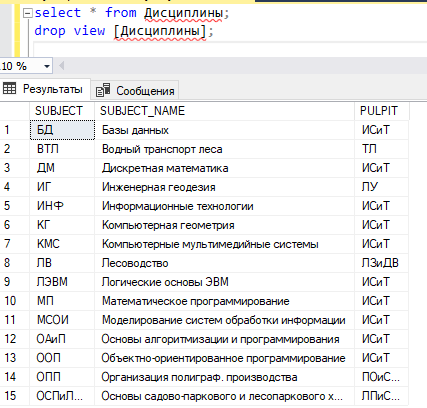 select * from Дисциплины;
drop view [Дисциплины];
10 %
Результаты Сообщения
SUBJECT SUBJECT_NAME PULPIT
1 БД Базы данных ИСиТ
2 ВТЛ Водный транспорт леса ТЛ
3 ДМ Дискретная математика ИСиТ
4 ИГ Инженерная геодезия ЛУ
5 ИНФ Информационные технологии ИСиТ
6 КГ Компьютерная геометрия ИСиТ
7 КМС Компьютерные мультимедийные системы ИСиТ
8 ЛВ Лесоводство ЛЗиДВ
9 ЛЭВМ Логические основы ЭВМ ИСиТ
10 МП Математическое программирование ИСиТ
11 МСОИ Моделирование систем обработки информации ИСиТ
12 ОАиП Основы алгоритмизации и программирования ИСиТ
13 ООП Объектно-ориентированное программирование ИСиТ
14 ОПП Организация полиграф. производства ПОиС...
15 ОСПиЛ... Основы садово-паркового и лесопаркового х... ЛПиС...